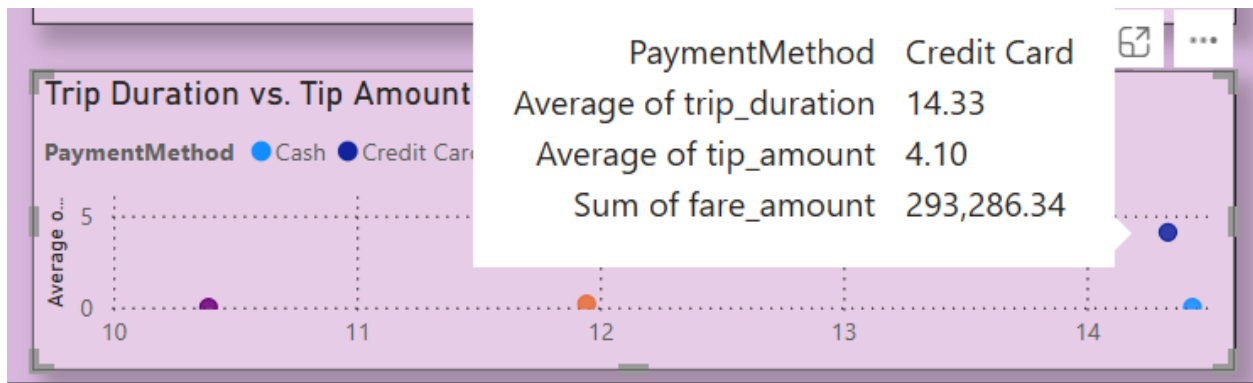 PaymentMethod Credit Card
Average of trip_duration 14.33
Average of tip_amount 4.10
Sum of fare_amount 293,286.34
Trip Duration vs. Tip Amount
PaymentMethod Cash Credit Card
Average o...
5
0
10 11 12 13 14